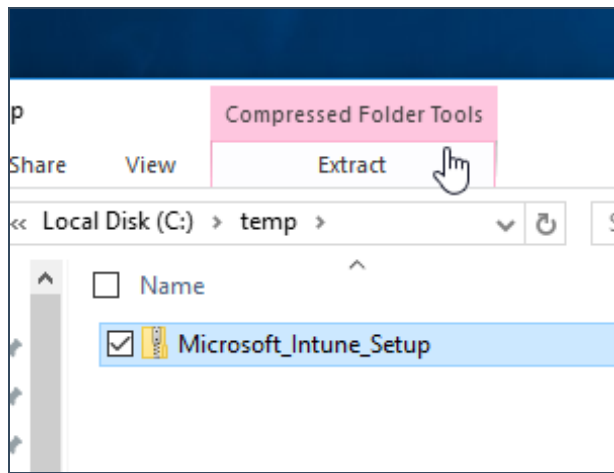 p
Compressed Folder Tools
Share View Extract
« Local Disk (C:) > temp >
Name
Microsoft_Intune_Setup